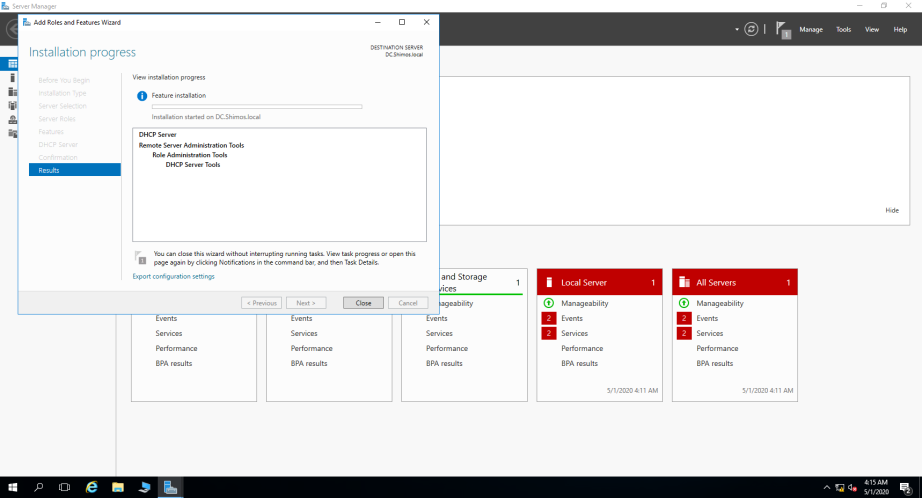 Server Manager
Manage Tools View Help
1
Add Roles and Features Wizard
Installation progress
DESTINATION SERVER
DC.Shimos.local
Before You Begin
Installation Type
Server Selection
Server Roles
Features
DHCP Server
Confirmation
Results
View installation progress
Feature installation
Installation started on DC.Shimos.local
DHCP Server
Remote Server Administration Tools
Role Administration Tools
DHCP Server Tools
1
You can close this wizard without interrupting running tasks. View task progress or open this
page again by clicking Notifications in the command bar, and then Task Details.
Export configuration settings
< Previous Next > Close Cancel
Hide
Events
Services
Performance
BPA results
Events
Services
Performance
BPA results
and Storage 1
vices
nageability
Events
Services
Performance
BPA results
Local Server 1
Manageability
2 Events
2 Services
Performance
BPA results
5/1/2020 4:11 AM
All Servers 1
Manageability
2 Events
2 Services
Performance
BPA results
5/1/2020 4:11 AM
4:15 AM
5/1/2020